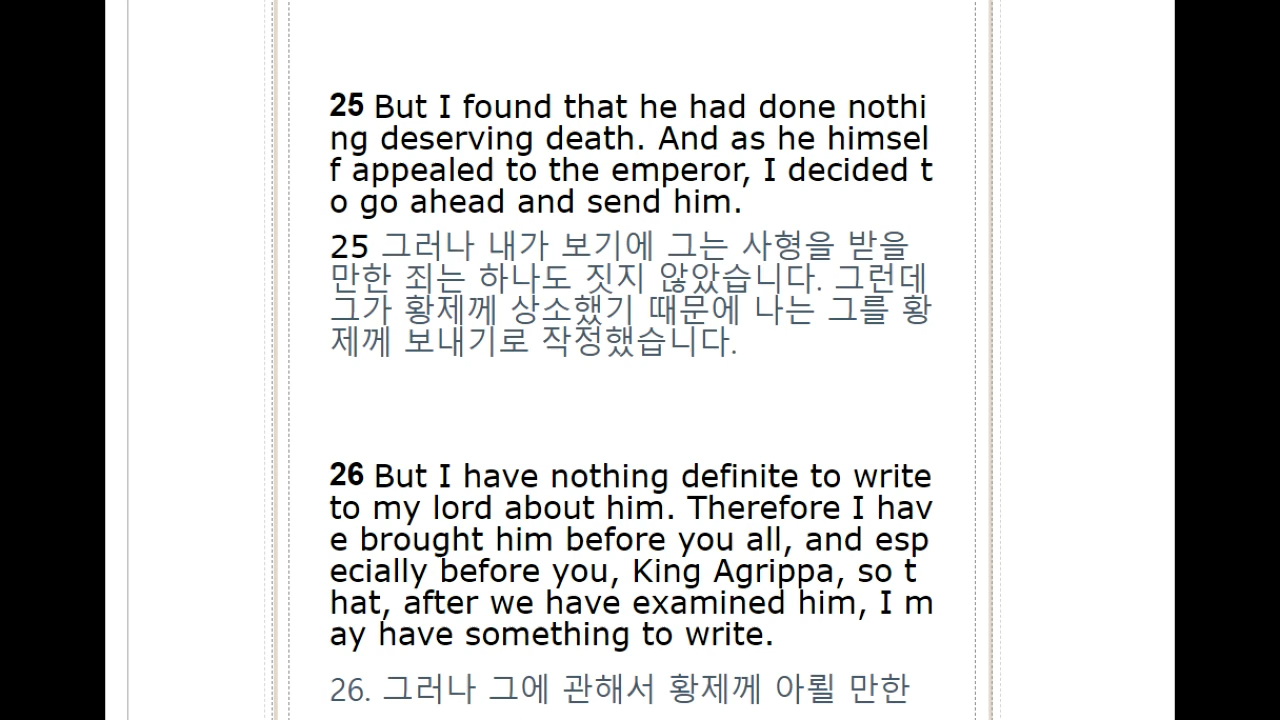 25 But I found that he had done nothi
ng deserving death. And as he himsel
f appealed to the emperor, I decided t
o go ahead and send him.
25 그러나 내가 보기에 그는 사형을 받을
만한 죄는 하나도 짓지 않았습니다. 그런데
그가 황제께 상소했기 때문에 나는 그를 황
제께 보내기로 작정했습니다.
26 But I have nothing definite to write
to my lord about him. Therefore I hav
e brought him before you all, and esp
ecially before you, King Agrippa, so t
hat, after we have examined him, I m
ay have something to write.
26. 그러나 그에 관해서 황제께 아뢸 만한